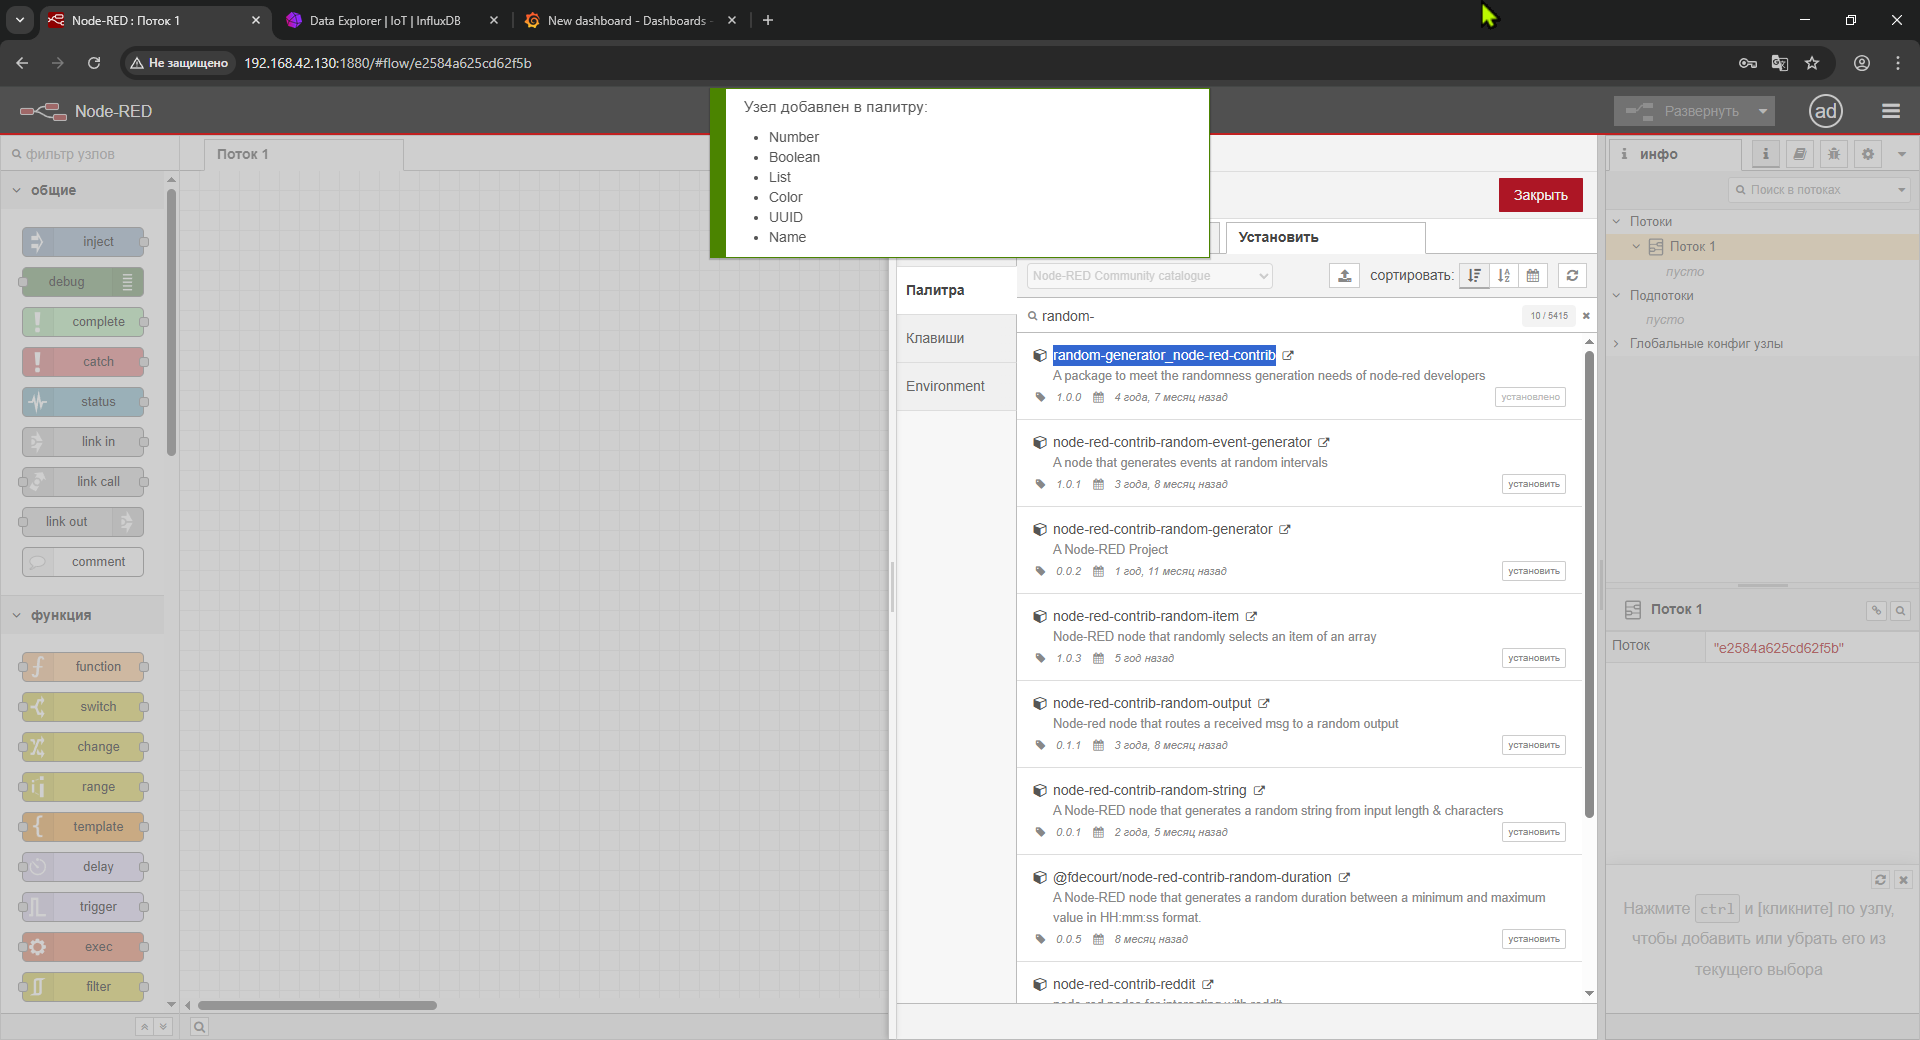 Node-RED : Поток 1
Data Explorer | IoT | InfluxDB
New dashboard - Dashboards -
Не защищено
192.168.42.130:1880/#flow/e2584a625cd62f5b
Node-RED
Развернуть
ad
Узел добавлен в палитру:
Number
Boolean
List
Color
UUID
Name
фильтр узлов
общие
inject
debug
complete
catch
status
link in
link call
link out
comment
функция
function
switch
change
range
template
delay
trigger
exec
filter
Поток 1
Закрыть
Установить
Палитра
Клавиши
Environment
Node-RED Community catalogue
сортировать:
random-
10 / 5415
random-generator_node-red-contrib
A package to meet the randomness generation needs of node-red developers
1.0.0 4 года, 7 месяц назад
установлено
node-red-contrib-random-event-generator
A node that generates events at random intervals
1.0.1 3 года, 8 месяц назад
установить
node-red-contrib-random-generator
A Node-RED Project
0.0.2 1 год, 11 месяц назад
установить
node-red-contrib-random-item
Node-RED node that randomly selects an item of an array
1.0.3 5 год назад
установить
node-red-contrib-random-output
Node-red node that routes a received msg to a random output
0.1.1 3 года, 8 месяц назад
установить
node-red-contrib-random-string
A Node-RED node that generates a random string from input length & characters
0.0.1 2 года, 5 месяц назад
установить
@fdecourt/node-red-contrib-random-duration
A Node-RED node that generates a random duration between a minimum and maximum
value in HH:mm:ss format.
0.0.5 8 месяц назад
установить
node-red-contrib-reddit
node-red nodes for interacting with reddit
инфо
Поиск в потоках
Потоки
Поток 1
пусто
Подпотоки
пусто
Глобальные конфиг узлы
Поток 1
Поток "e2584a625cd62f5b"
Нажмите ctrl и [кликните] по узлу,
чтобы добавить или убрать его из
текущего выбора